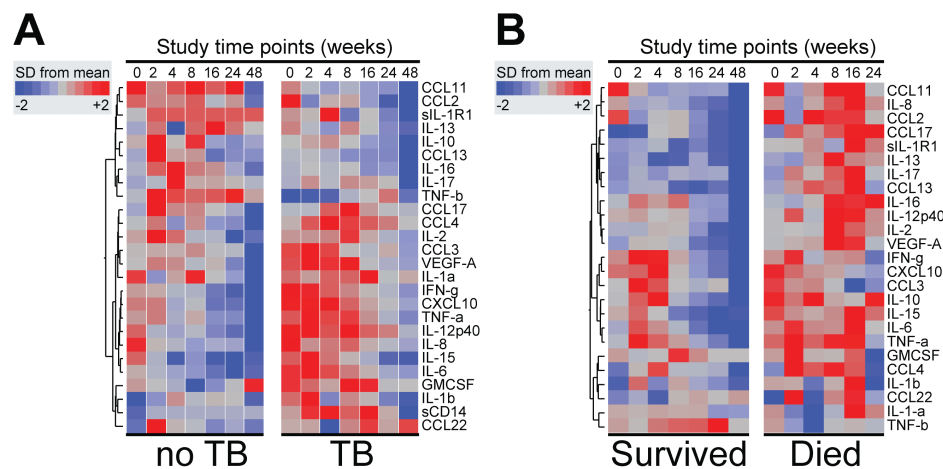 A
Study time points (weeks)
SD from mean
-2 +2
0 2 4 8 16 24 48 0 2 4 8 16 24 48
CCL11
CCL2
sIL-1R1
IL-13
IL-10
CCL13
IL-16
IL-17
TNF-b
CCL17
CCL4
IL-2
CCL3
VEGF-A
IL-1a
IFN-g
CXCL10
TNF-a
IL-12p40
IL-8
IL-15
IL-6
GMCSF
IL-1b
sCD14
CCL22
no TB TB
B
Study time points (weeks)
SD from mean
-2 +2
0 2 4 8 16 24 48 0 2 4 8 16 24
CCL11
IL-8
CCL2
CCL17
sIL-1R1
IL-13
IL-17
CCL13
IL-16
IL-12p40
IL-2
VEGF-A
IFN-g
CXCL10
CCL3
IL-10
IL-15
IL-6
TNF-a
GMCSF
CCL4
IL-1b
CCL22
IL-1-a
TNF-b
Survived Died